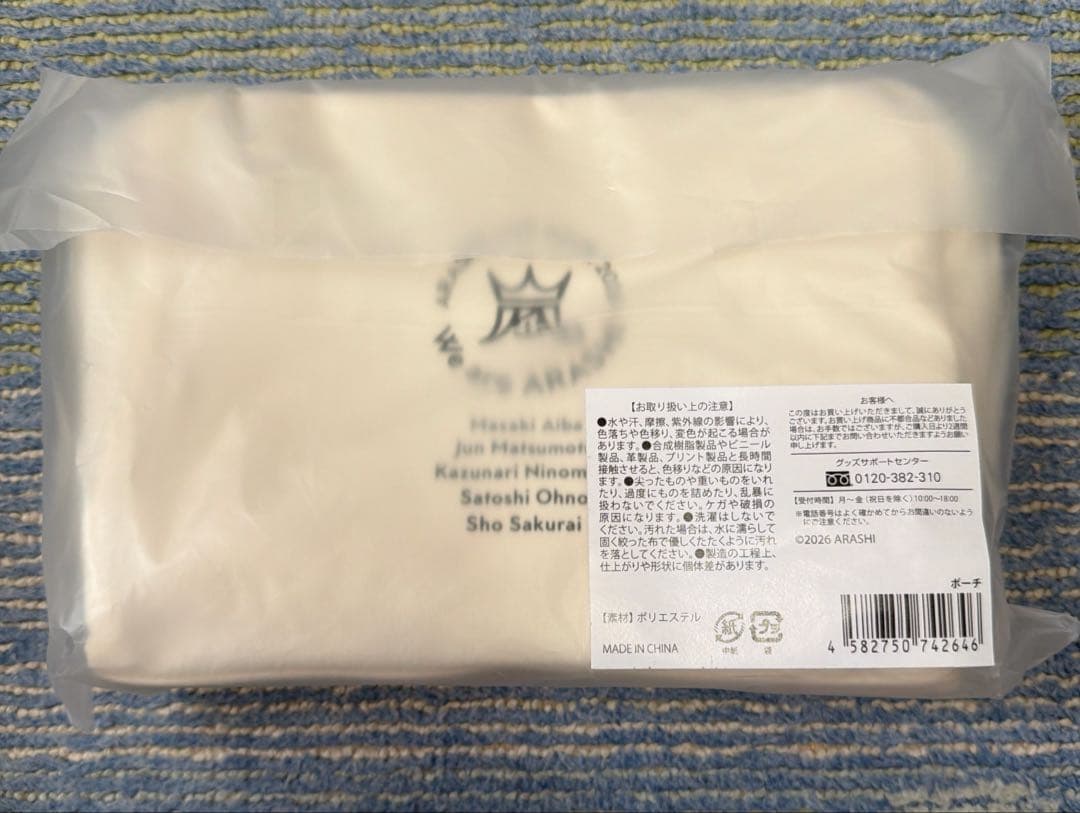 We are ARASHI
Masaki Aiba
Jun Matsumoto
Kazunari Ninom
Satoshi Ohno
Sho Sakurai
【お取り扱い上の注意】
●水や汗、摩擦、紫外線の影響により、
色落ちや色移り、変色が起こる場合が
あります。●合成樹脂製品やビニール
製品、革製品、プリント製品と長時間
接触させると、色移りなどの原因になり
ます。●尖ったものや重いものをいれ
たり、過度にものを詰めたり、乱暴に
扱わないでください。ケガや破損の
原因になります。●洗濯はしないで
ください。汚れた場合は、水に濡らして
固く絞った布で優しくたたくように汚れ
を落としてください。●製造の工程上、
仕上がりや形状に個体差があります。
【素材】ポリエステル
MADE IN CHINA
紙
中紙
プラ
袋
お客様へ
この度はお買い上げいただきまして、誠にありがとう
ございます。お買い上げ商品に不都合品などありました
場合は、お手数ではございますが、ご購入日より2週間
以内に下記までお問い合わせいただきますようお願い
申し上げます。
グッズサポートセンター
0120-382-310
【受付時間】月〜金（祝日を除く）10:00〜18:00
※電話番号はよく確かめてからお間違いのないよう
にご注意ください。
©2026 ARASHI
ポーチ
4 582750 742646